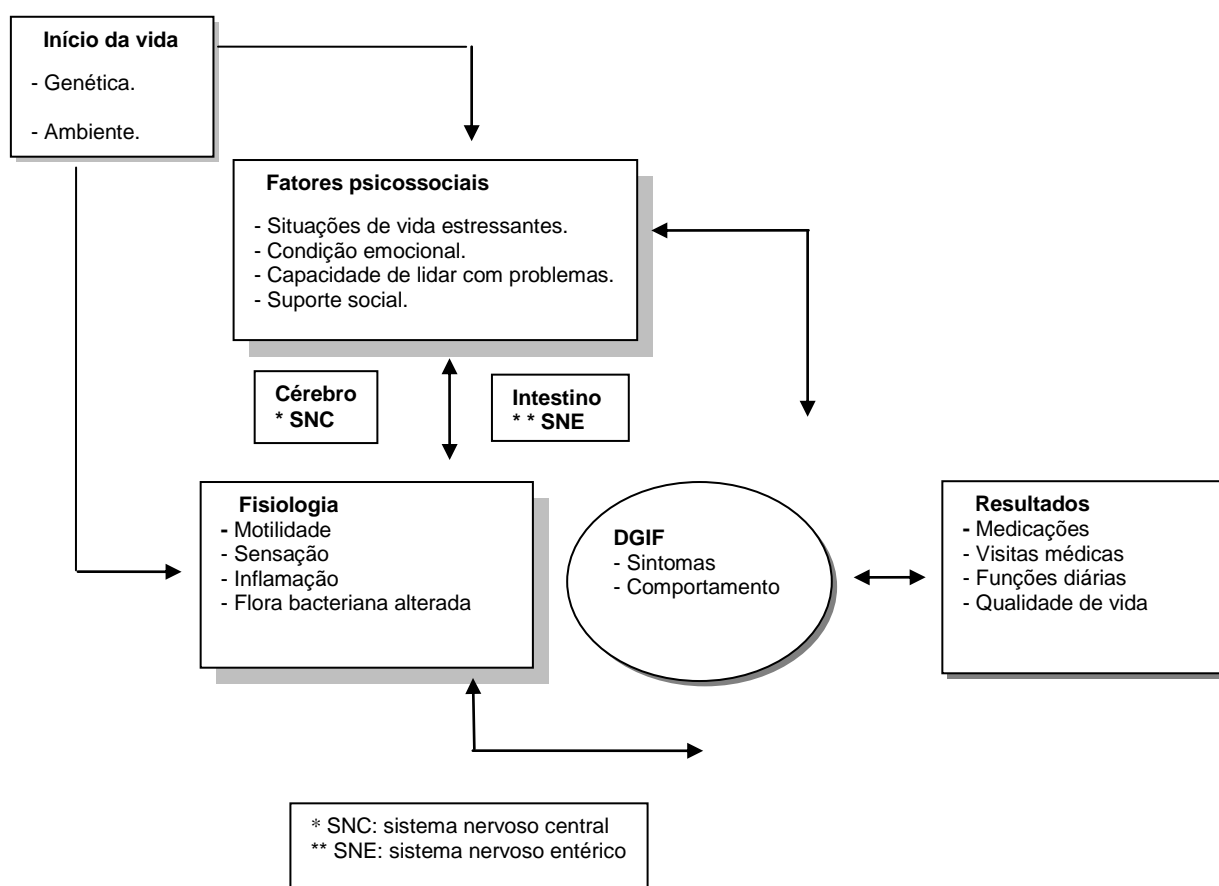 Início da vida
- Genética.
- Ambiente.
Fatores psicossociais
- Situações de vida estressantes.
- Condição emocional.
- Capacidade de lidar com problemas.
- Suporte social.
Cérebro
* SNC
Intestino
* * SNE
Fisiologia
- Motilidade
- Sensação
- Inflamação
- Flora bacteriana alterada
DGIF
- Sintomas
- Comportamento
Resultados
- Medicações
- Visitas médicas
- Funções diárias
- Qualidade de vida
* SNC: sistema nervoso central
** SNE: sistema nervoso entérico